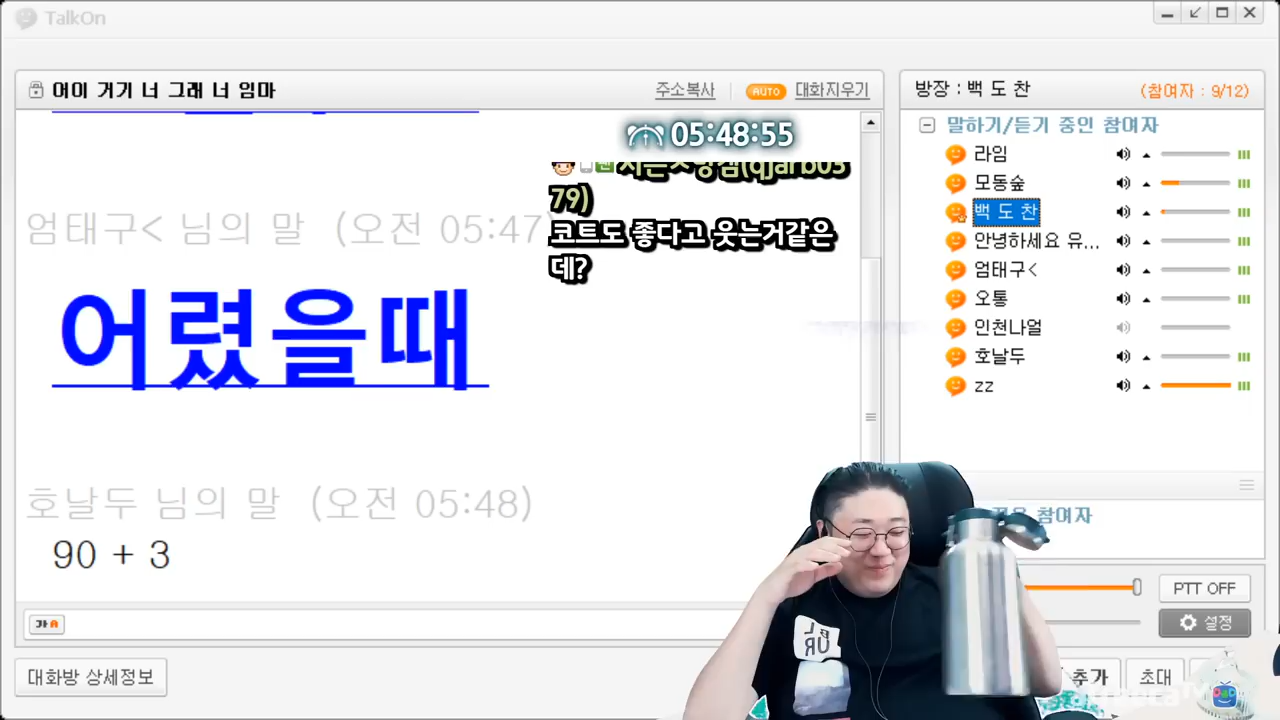 TalkOn
어이 거기 너 그래 너 임마
주소복사
AUTO
대화지우기
방장 : 백 도 찬
(참여자 : 9/12)
05:48:55
말하기/듣기 중인 참여자
라임
모동숲
백 도 찬
안녕하세요 유...
엄태구<
오통
인천나얼
호날두
zz
79)
코트도 좋다고 웃는거같은
데?
엄태구< 님의 말 (오전 05:47
어렸을때
호날두 님의 말 (오전 05:48)
90 + 3
참여자
PTT OFF
설정
가A
대화방 상세정보
추가
초대